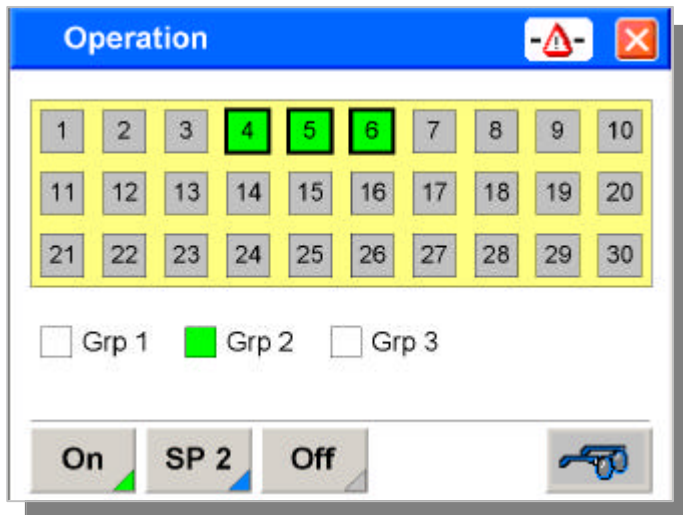 Operation
1 2 3 4 5 6 7 8 9 10
11 12 13 14 15 16 17 18 19 20
21 22 23 24 25 26 27 28 29 30
Grp 1 Grp 2 Grp 3
On SP 2 Off